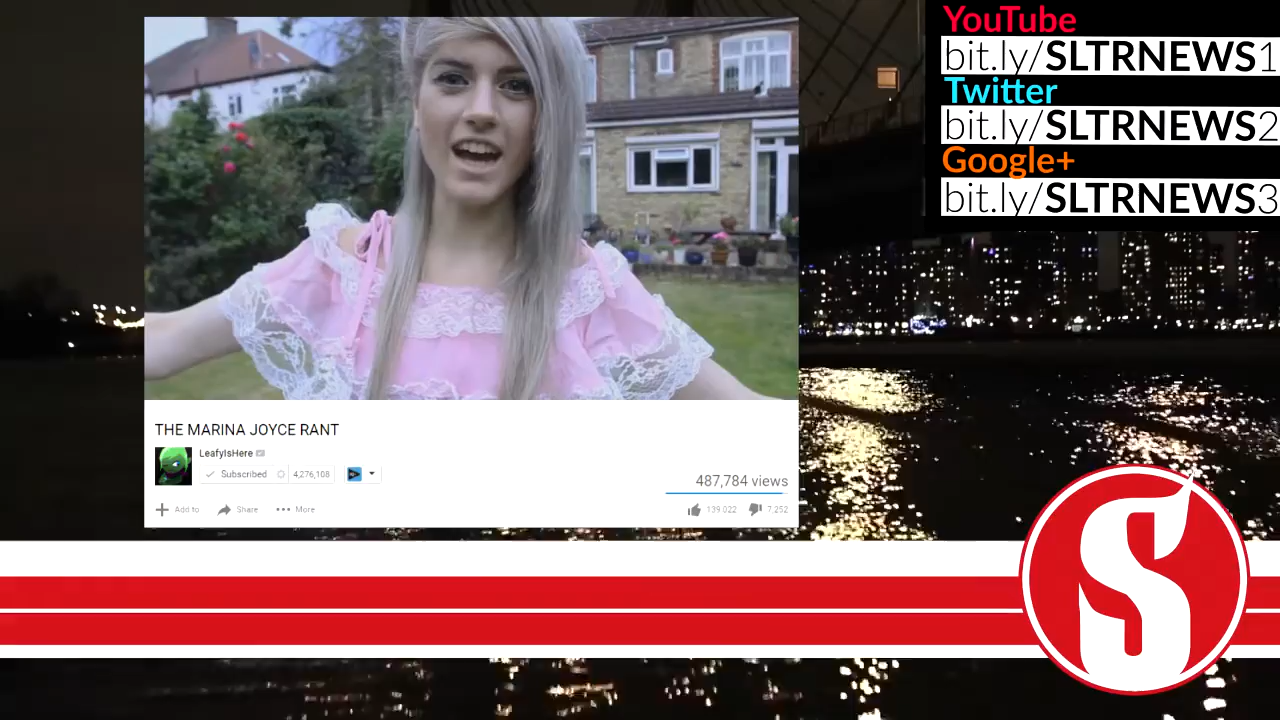 YouTube
bit.ly/SLTRNEWS1
Twitter
bit.ly/SLTRNEWS2
Google+
bit.ly/SLTRNEWS3
THE MARINA JOYCE RANT
LeafyIsHere
Subscribed 4,276,108
487,784 views
Add to Share More 139,022 7,252
S